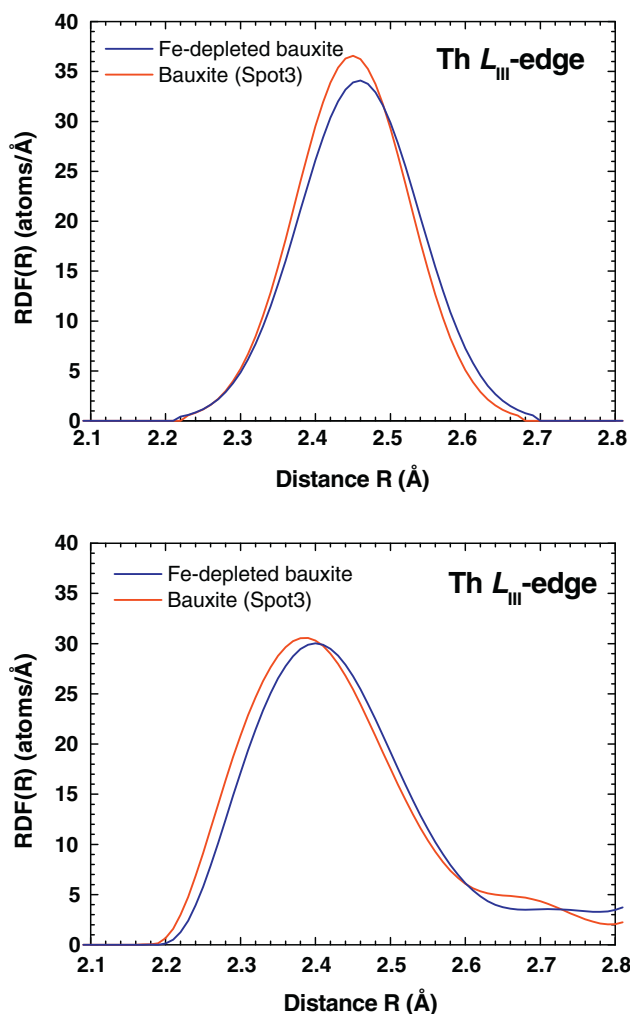 40
35
30
25
20
15
10
5
0
RDF(R) (atoms/Å)
Fe-depleted bauxite
Bauxite (Spot3)
Th LIII-edge
2.1 2.2 2.3 2.4 2.5 2.6 2.7 2.8
Distance R (Å)
40
35
30
25
20
15
10
5
0
RDF(R) (atoms/Å)
Fe-depleted bauxite
Bauxite (Spot3)
Th LIII-edge
2.1 2.2 2.3 2.4 2.5 2.6 2.7 2.8
Distance R (Å)